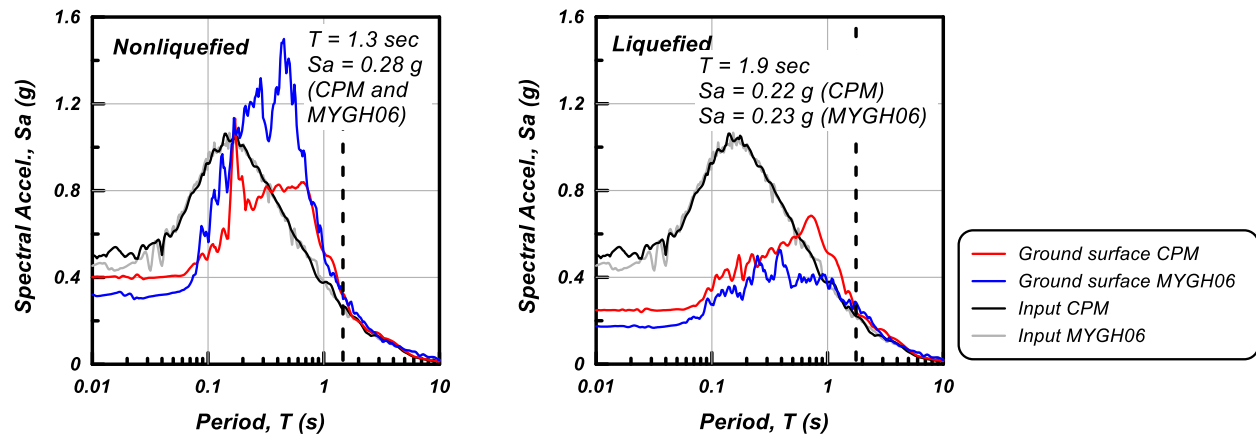 Nonliquefied
T = 1.3 sec
Sa = 0.28 g
(CPM and
MYGH06)
Spectral Accel., Sa (g)
1.6
1.2
0.8
0.4
0
0.01
0.1
1
10
Period, T (s)
Liquefied
T = 1.9 sec
Sa = 0.22 g (CPM)
Sa = 0.23 g (MYGH06)
Spectral Accel., Sa (g)
1.6
1.2
0.8
0.4
0
0.01
0.1
1
10
Period, T (s)
Ground surface CPM
Ground surface MYGH06
Input CPM
Input MYGH06